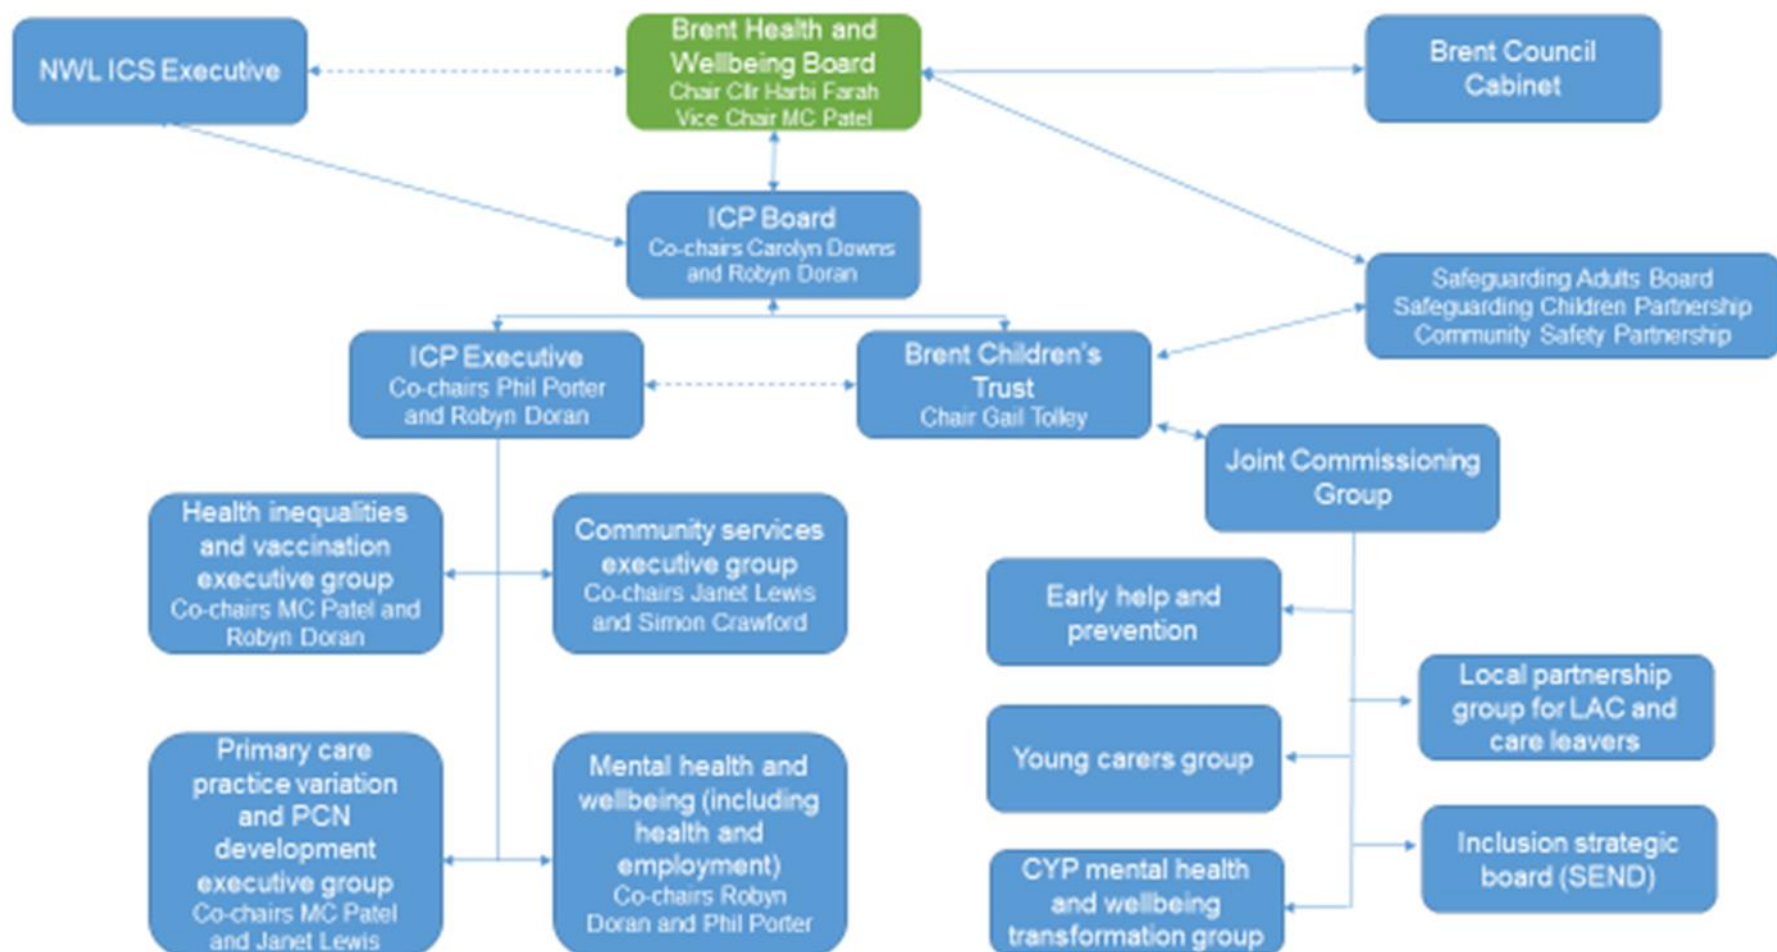 NWL ICS Executive
Brent Health and
Wellbeing Board
Chair Cllr Harbi Farah
Vice Chair MC Patel
Brent Council
Cabinet
ICP Board
Co-chairs Carolyn Downs
and Robyn Doran
Safeguarding Adults Board
Safeguarding Children Partnership
Community Safety Partnership
ICP Executive
Co-chairs Phil Porter
and Robyn Doran
Brent Children's
Trust
Chair Gail Tolley
Joint Commissioning
Group
Health inequalities
and vaccination
executive group
Co-chairs MC Patel and
Robyn Doran
Community services
executive group
Co-chairs Janet Lewis
and Simon Crawford
Early help and
prevention
Local partnership
group for LAC and
care leavers
Primary care
practice variation
and PCN
development
executive group
Co-chairs MC Patel
and Janet Lewis
Mental health and
wellbeing (including
health and
employment)
Co-chairs Robyn
Doran and Phil Porter
Young carers group
Inclusion strategic
board (SEND)
CYP mental health
and wellbeing
transformation group